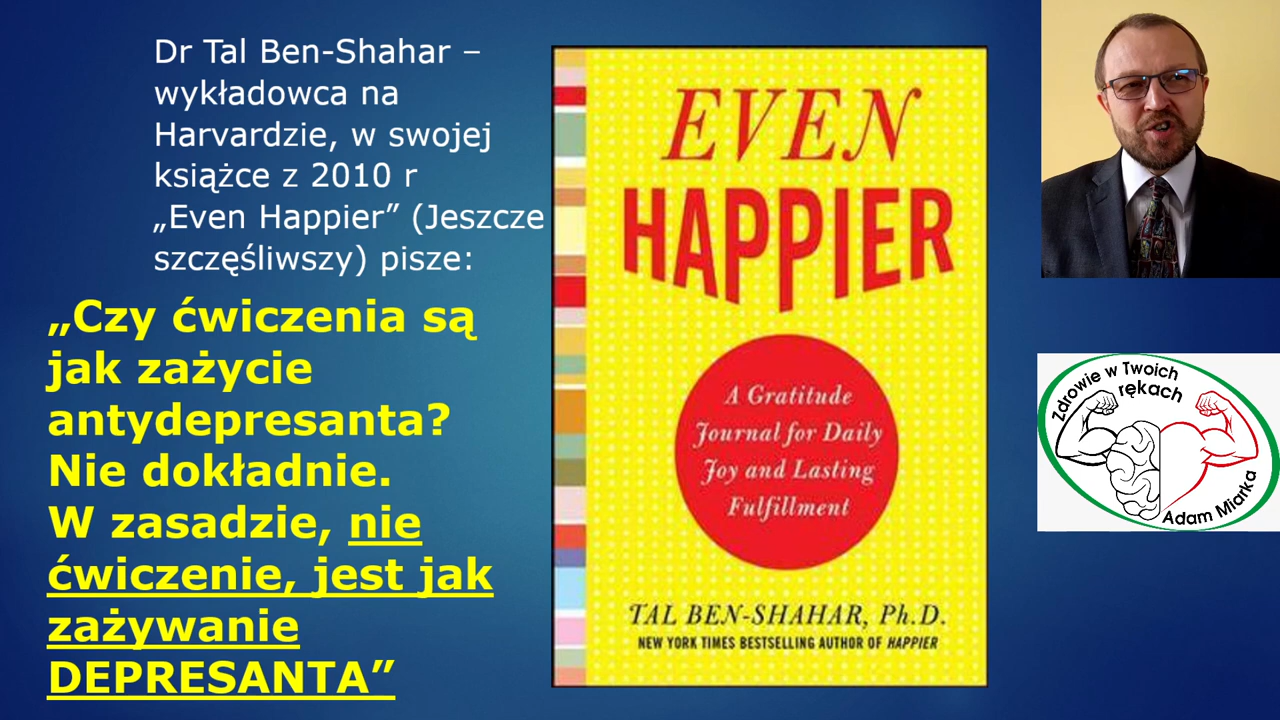 Dr Tal Ben-Shahar –
wykładowca na
Harvardzie, w swojej
książce z 2010 r
„Even Happier” (Jeszcze
szczęśliwszy) pisze:
„Czy ćwiczenia są
jak zażycie
antydepresanta?
Nie dokładnie.
W zasadzie, nie
ćwiczenie, jest jak
zażywanie
DEPRESANTA”
EVEN
HAPPIER
A Gratitude
Journal for Daily
Joy and Lasting
Fulfillment
TAL BEN-SHAHAR, Ph.D.
NEW YORK TIMES BESTSELLING AUTHOR OF HAPPIER
Zdrowie w Twoich
rękach
Adam Miarka